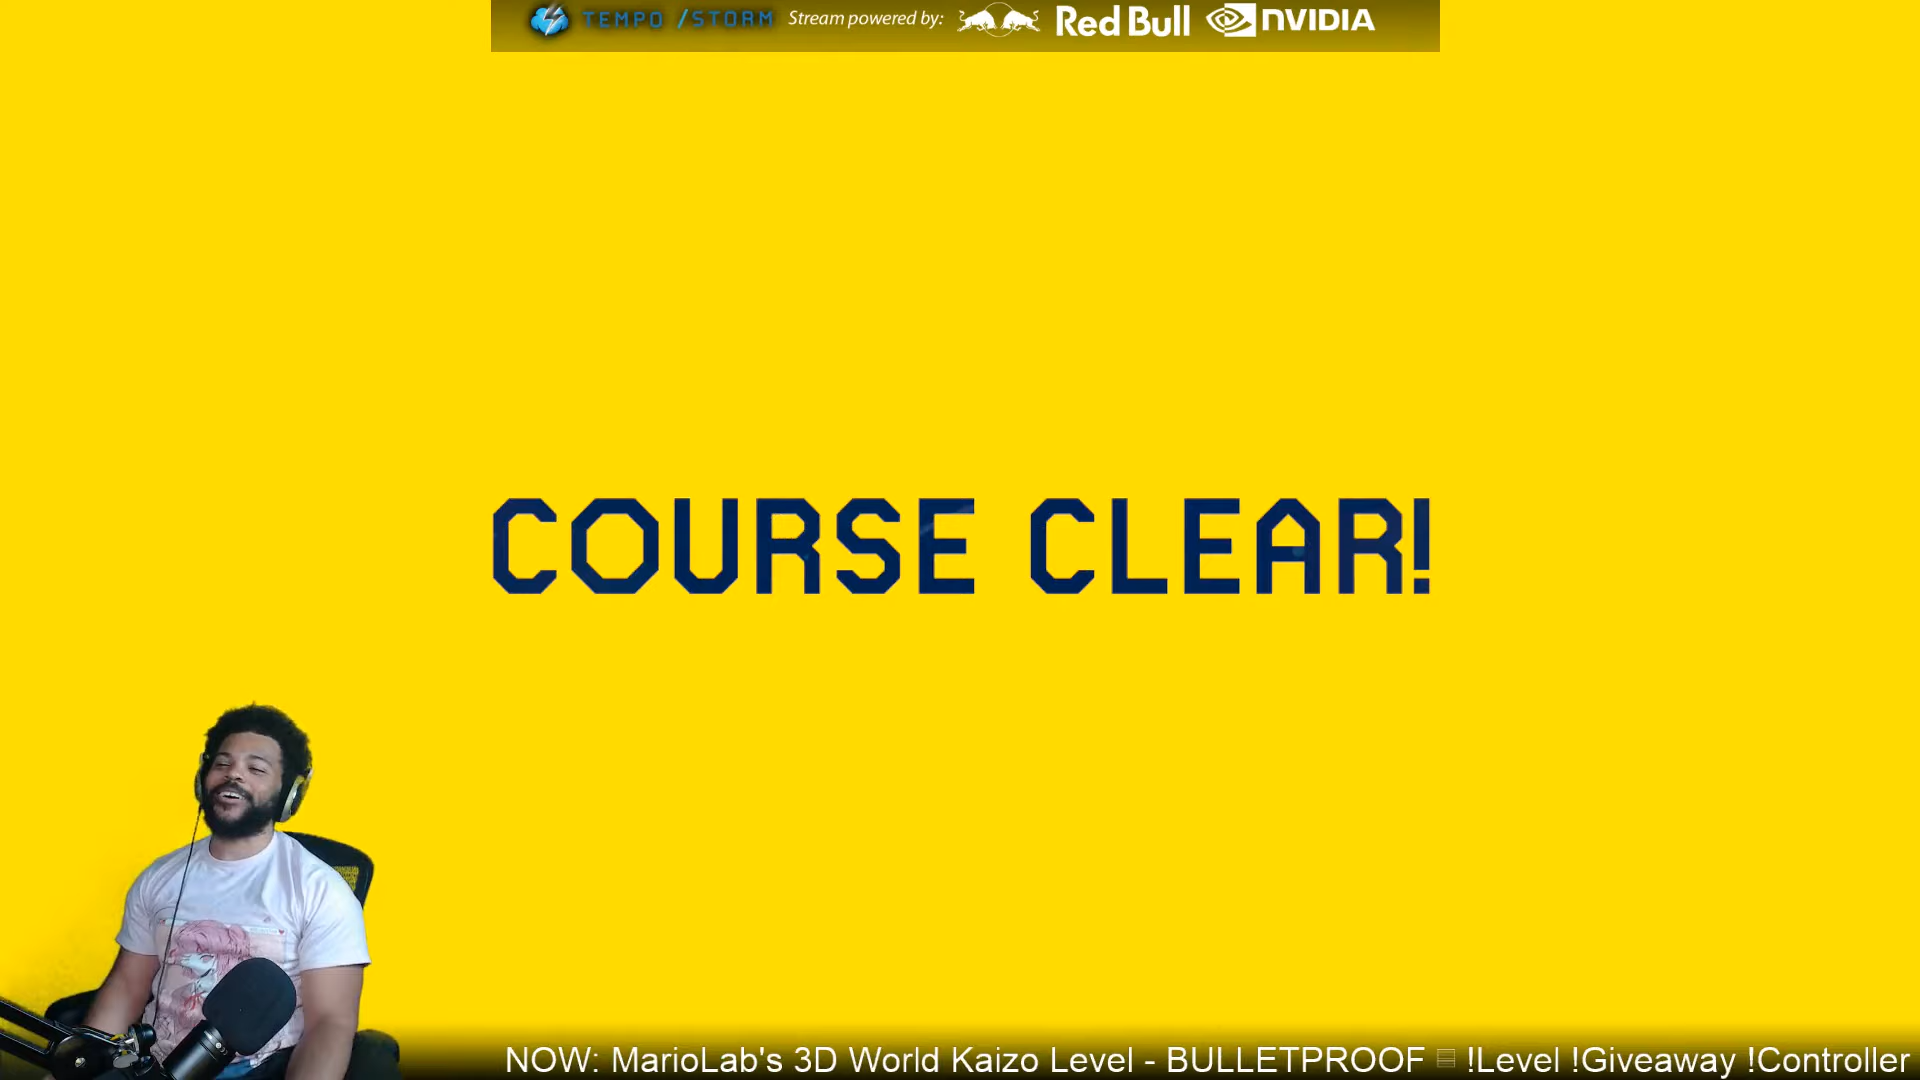 TEMPO/STORM Stream powered by: Red Bull NVIDIA
COURSE CLEAR!
NOW: MarioLab's 3D World Kaizo Level - BULLETPROOF !Level !Giveaway !Controller